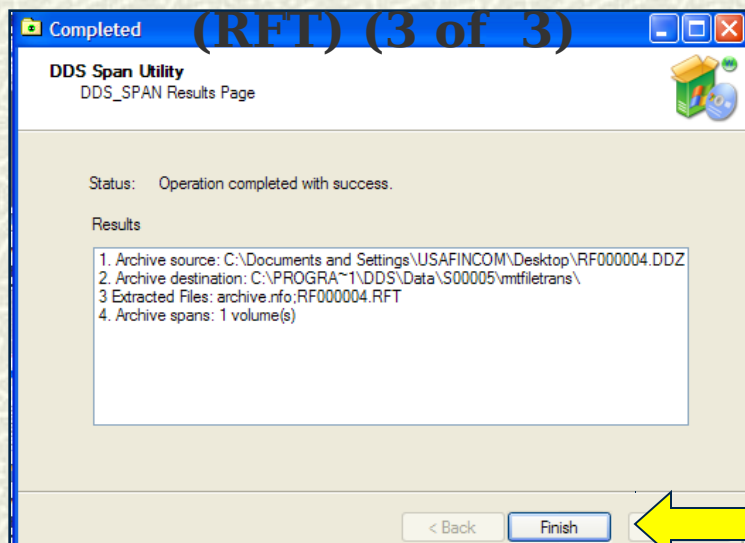 Completed
(RFT) (3 of 3)
DDS Span Utility
DDS_SPAN Results Page
Status: Operation completed with success.
Results
1. Archive source: C:\Documents and Settings\USAFINCOM\Desktop\RF000004.DDZ
2. Archive destination: C:\PROGRA~1\DDS\Data\S00005\mtfiletrans\
3 Extracted Files: archive.nfo;RF000004.RFT
4. Archive spans: 1 volume(s)
< Back
Finish